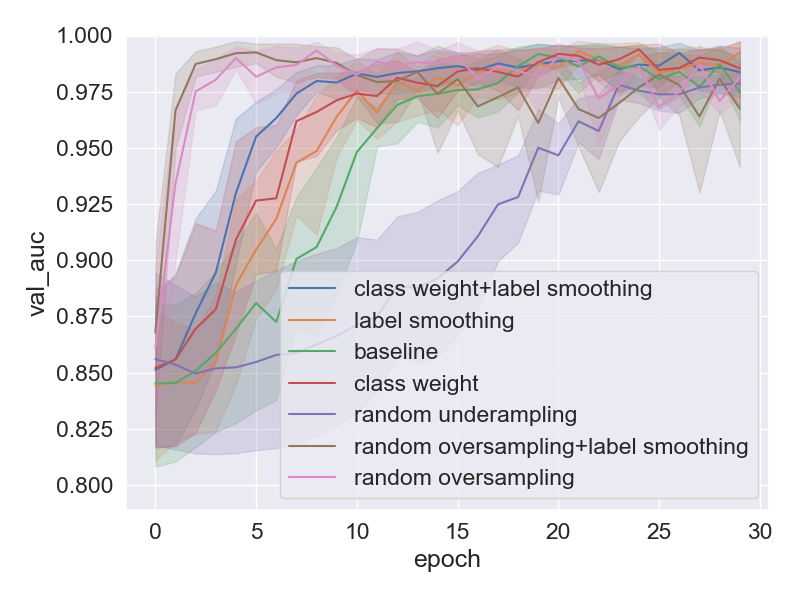 1.000
0.975
0.950
0.925
0.900
0.875
0.850
0.825
0.800
val_auc
class weight+label smoothing
label smoothing
baseline
class weight
random underampling
random oversampling+label smoothing
random oversampling
0 5 10 15 20 25 30
epoch